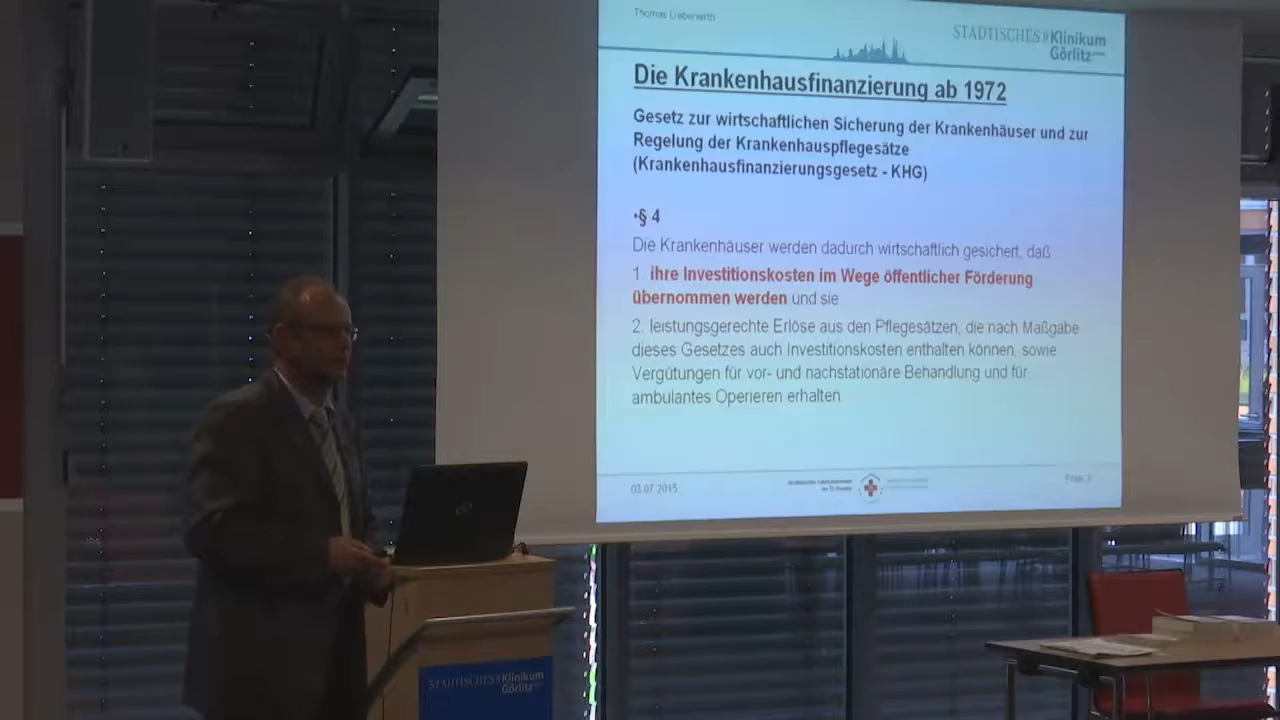 Thomas Lieberwirth
STÄDTISCHES Klinikum
Görlitz
Die Krankenhausfinanzierung ab 1972
Gesetz zur wirtschaftlichen Sicherung der Krankenhäuser und zur
Regelung der Krankenhauspflegesätze
(Krankenhausfinanzierungsgesetz - KHG)
•§ 4
Die Krankenhäuser werden dadurch wirtschaftlich gesichert, daß
1. ihre Investitionskosten im Wege öffentlicher Förderung
übernommen werden und sie
2. leistungsgerechte Erlöse aus den Pflegesätzen, die nach Maßgabe
dieses Gesetzes auch Investitionskosten enthalten können, sowie
Vergütungen für vor- und nachstationäre Behandlung und für
ambulantes Operieren erhalten.
03.07.2015
Folie
STÄDTISCHES Klinikum
Görlitz